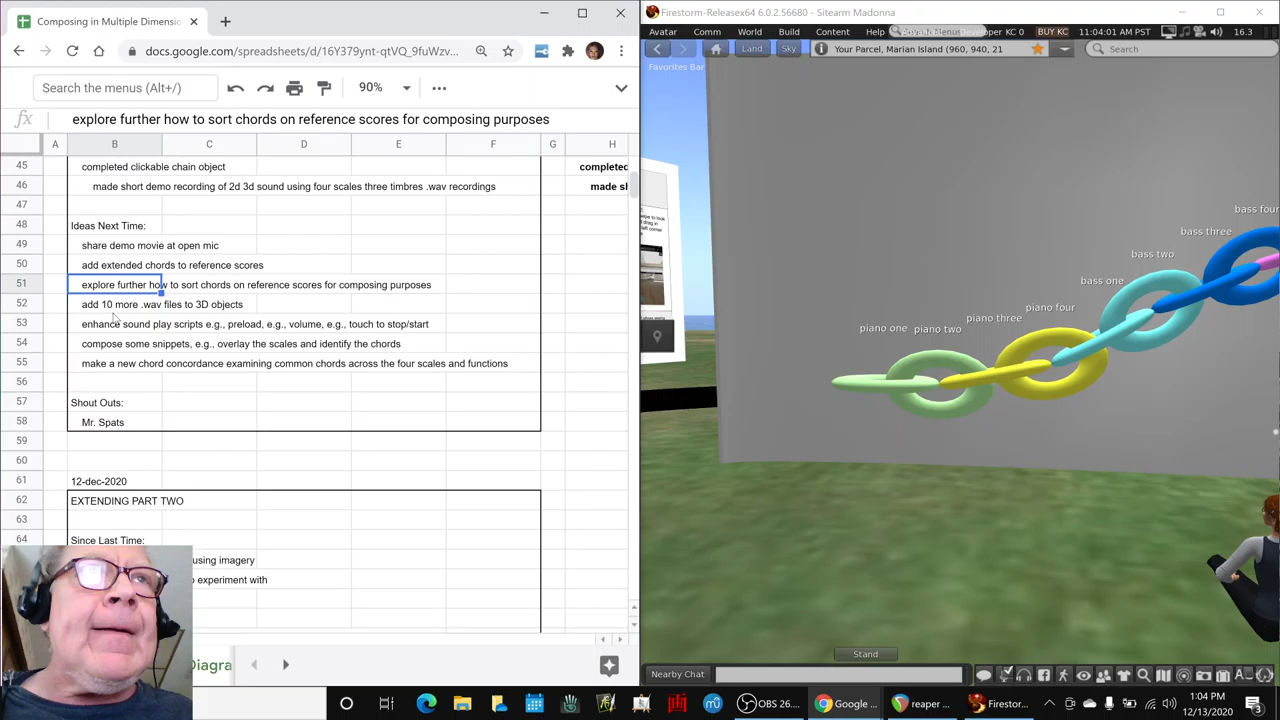 Composing in Multiple Dimensi
docs.google.com/spreadsheets/d/16Y379ynt-qtVQ_9fuWzv...
Search the menus (Alt+/)
90%
fx explore further how to sort chords on reference scores for composing purposes
A B C D E F G H
45 completed clickable chain object completed
46 made short demo recording of 2d 3d sound using four scales three timbres .wav recordings made sh
47
48 Ideas Next Time:
49 share demo movie at open mic
50 add extended chords to reference scores
51 explore further how to sort chords on reference scores for composing purposes
52 add 10 more .wav files to 3D objects
53 enhance sound play scripts e.g., preload, e.g., volume, e.g., touch to stop/start
54 compose some snippets, e.g., overlay the scales and identify the chords
55 make a new chord concordance examining common chords across the four scales and functions
56
57 Shout Outs:
58 Mr. Spats
59
60
61 12-dec-2020
62 EXTENDING PART TWO
63
64 Since Last Time:
using imagery
o experiment with
Diagra
Firestorm-Releasex64 6.0.2.56680 - Sitearm Madonna
Avatar Comm World Build Content Help Developer KC 0 BUY KC 11:04:01 AM PST 16.3
Land Sky Your Parcel, Marian Island (960, 940, 21 Search
Favorites Bar
bass four
bass three
bass two
bass one
piano four
piano three
piano one piano two
Stand
Nearby Chat
OBS 26.... Google ... reaper ... Firestor...
1:04 PM
12/13/2020
3